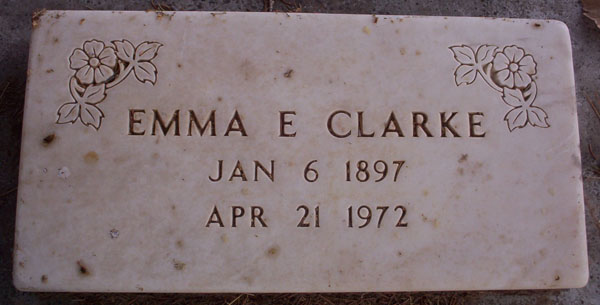 EMMA E CLARKE
JAN 6 1897
APR 21 1972